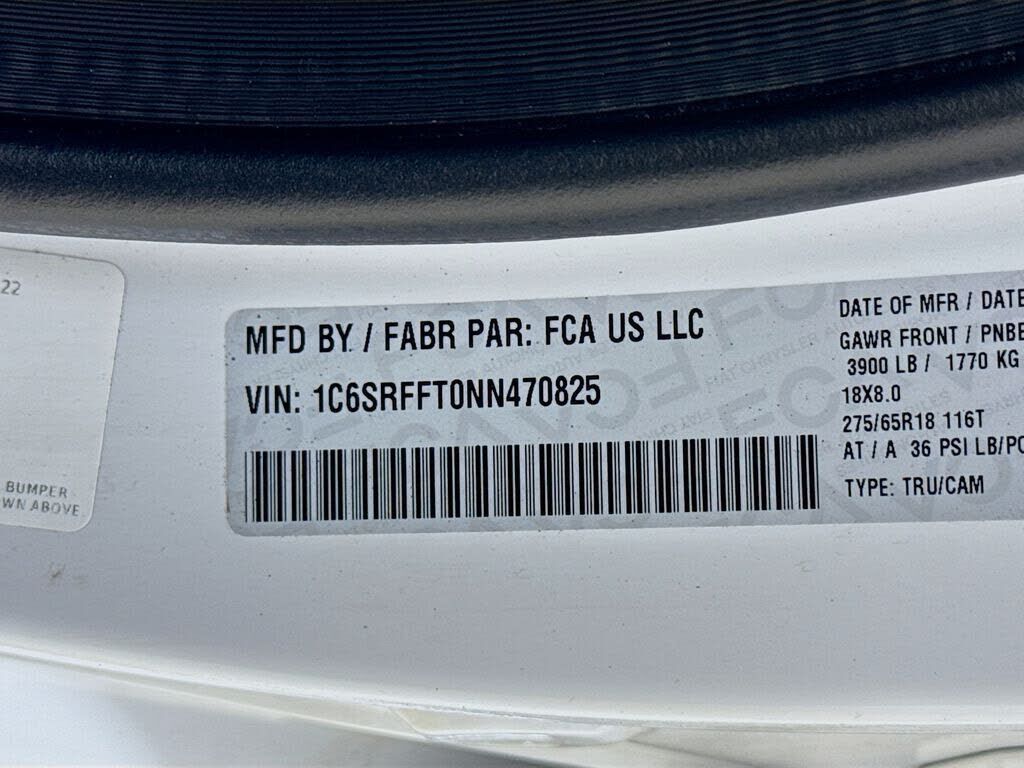 22
BUMPER
WN ABOVE
MFD BY / FABR PAR: FCA US LLC
VIN: 1C6SRFFT0NN470825
DATE OF MFR / DATE
GAWR FRONT / PNBE
3900 LB / 1770 KG
18X8.0
275/65R18 116T
AT / A 36 PSI LB/PO
TYPE: TRU/CAM